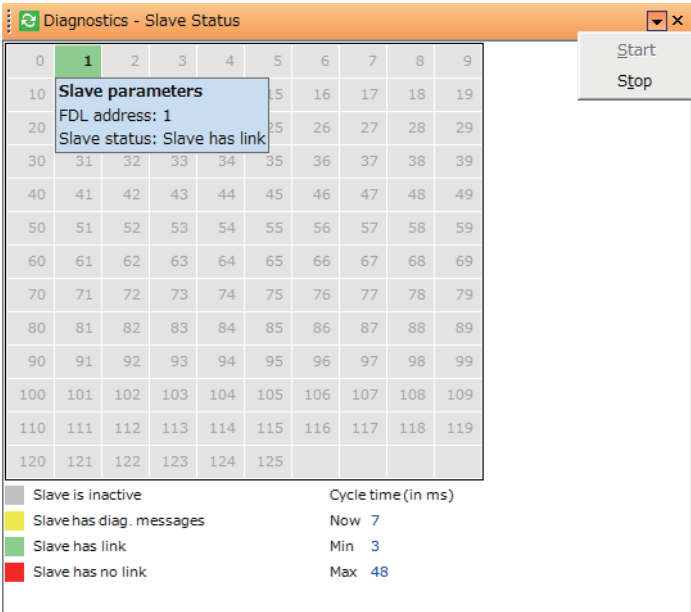 Diagnostics - Slave Status
Start
Stop
0 1 2 3 4 5 6 7 8 9
Slave parameters
FDL address: 1
Slave status: Slave has link
10 15 16 17 18 19
20 25 26 27 28 29
30 31 32 33 34 35 36 37 38 39
40 41 42 43 44 45 46 47 48 49
50 51 52 53 54 55 56 57 58 59
60 61 62 63 64 65 66 67 68 69
70 71 72 73 74 75 76 77 78 79
80 81 82 83 84 85 86 87 88 89
90 91 92 93 94 95 96 97 98 99
100 101 102 103 104 105 106 107 108 109
110 111 112 113 114 115 116 117 118 119
120 121 122 123 124 125
Slave is inactive
Slave has diag. messages
Slave has link
Slave has no link
Cycle time (in ms)
Now 7
Min 3
Max 48